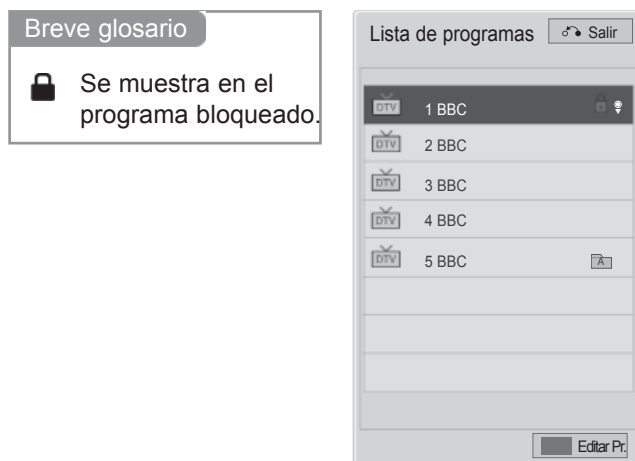 Breve glosario
Se muestra en el
programa bloqueado.
Lista de programas
Salir
DTV 1 BBC
DTV 2 BBC
DTV 3 BBC
DTV 4 BBC
DTV 5 BBC A
Editar Pr.